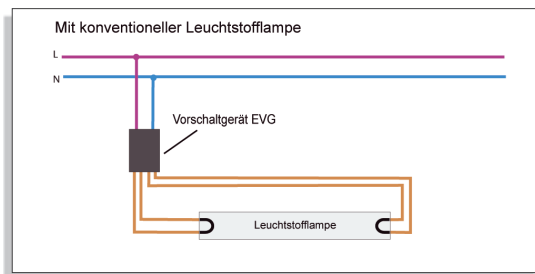 Mit konventioneller Leuchtstofflampe
L
N
Vorschaltgerät EVG
Leuchtstofflampe